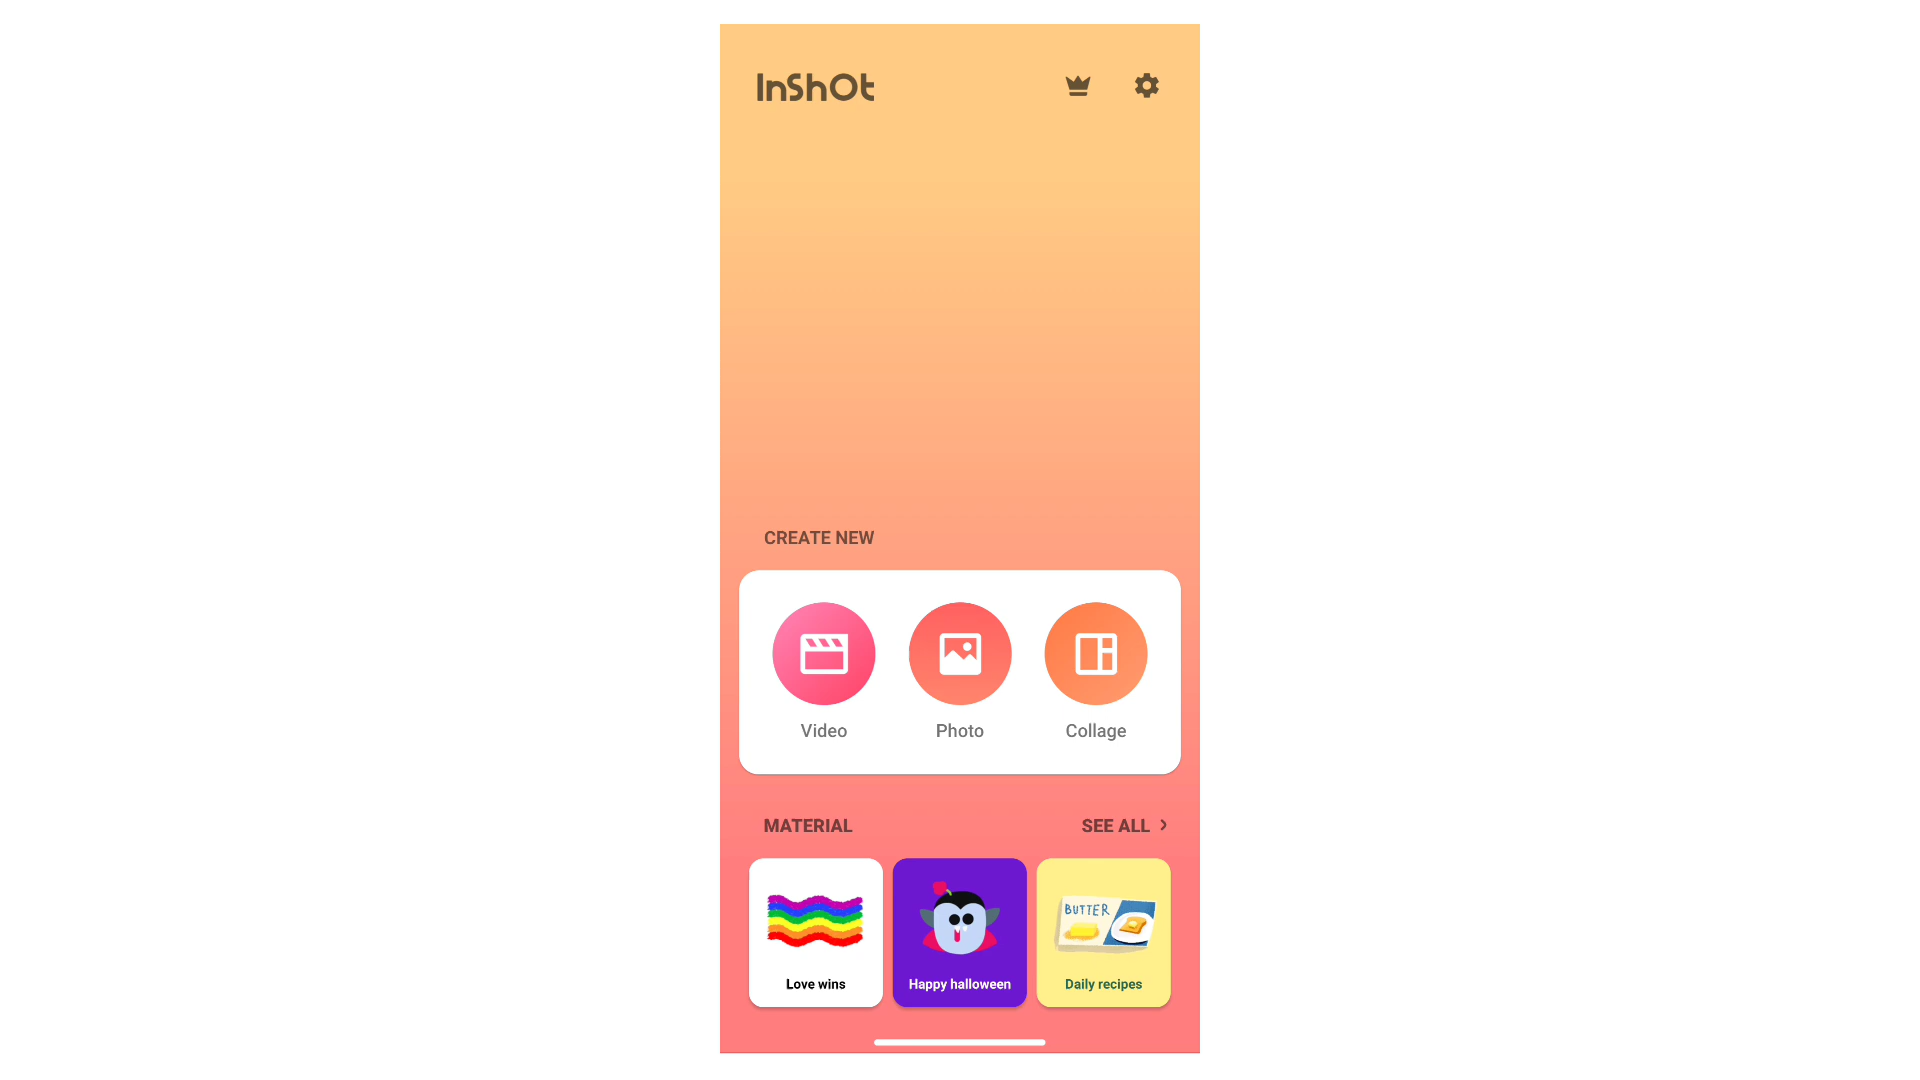 InShOt
CREATE NEW
Video
Photo
Collage
MATERIAL
SEE ALL
BUTTER
Love wins
Happy halloween
Daily recipes